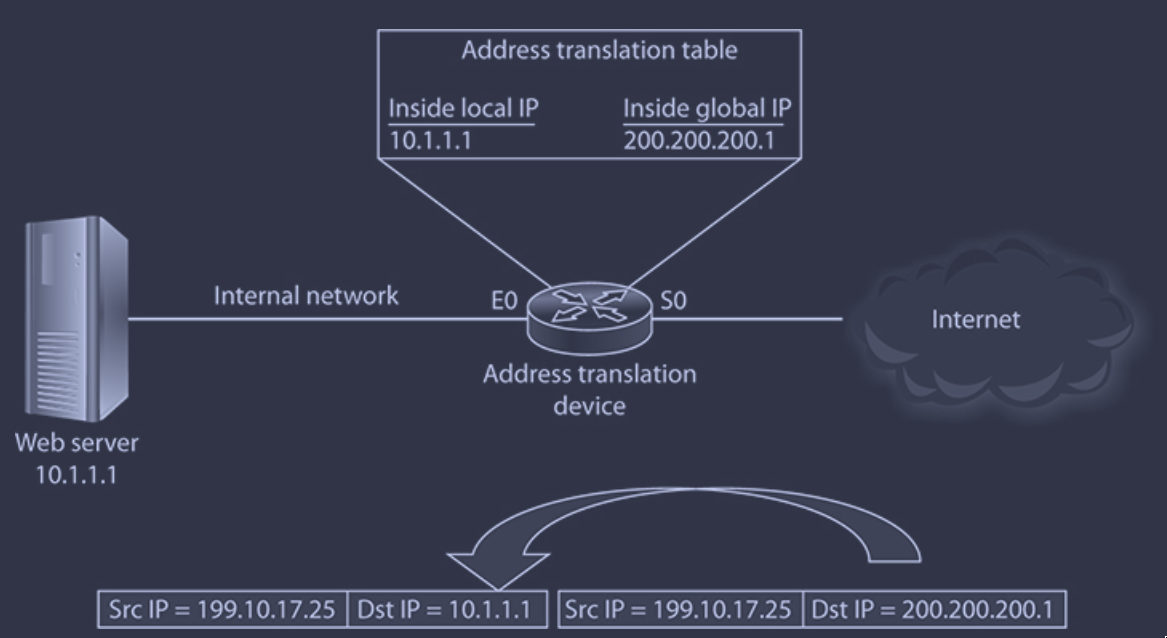 Address translation table
Inside local IP Inside global IP
10.1.1.1 200.200.200.1
Internal network E0 S0 Internet
Address translation
device
Web server
10.1.1.1
Src IP = 199.10.17.25 Dst IP = 10.1.1.1 Src IP = 199.10.17.25 Dst IP = 200.200.200.1